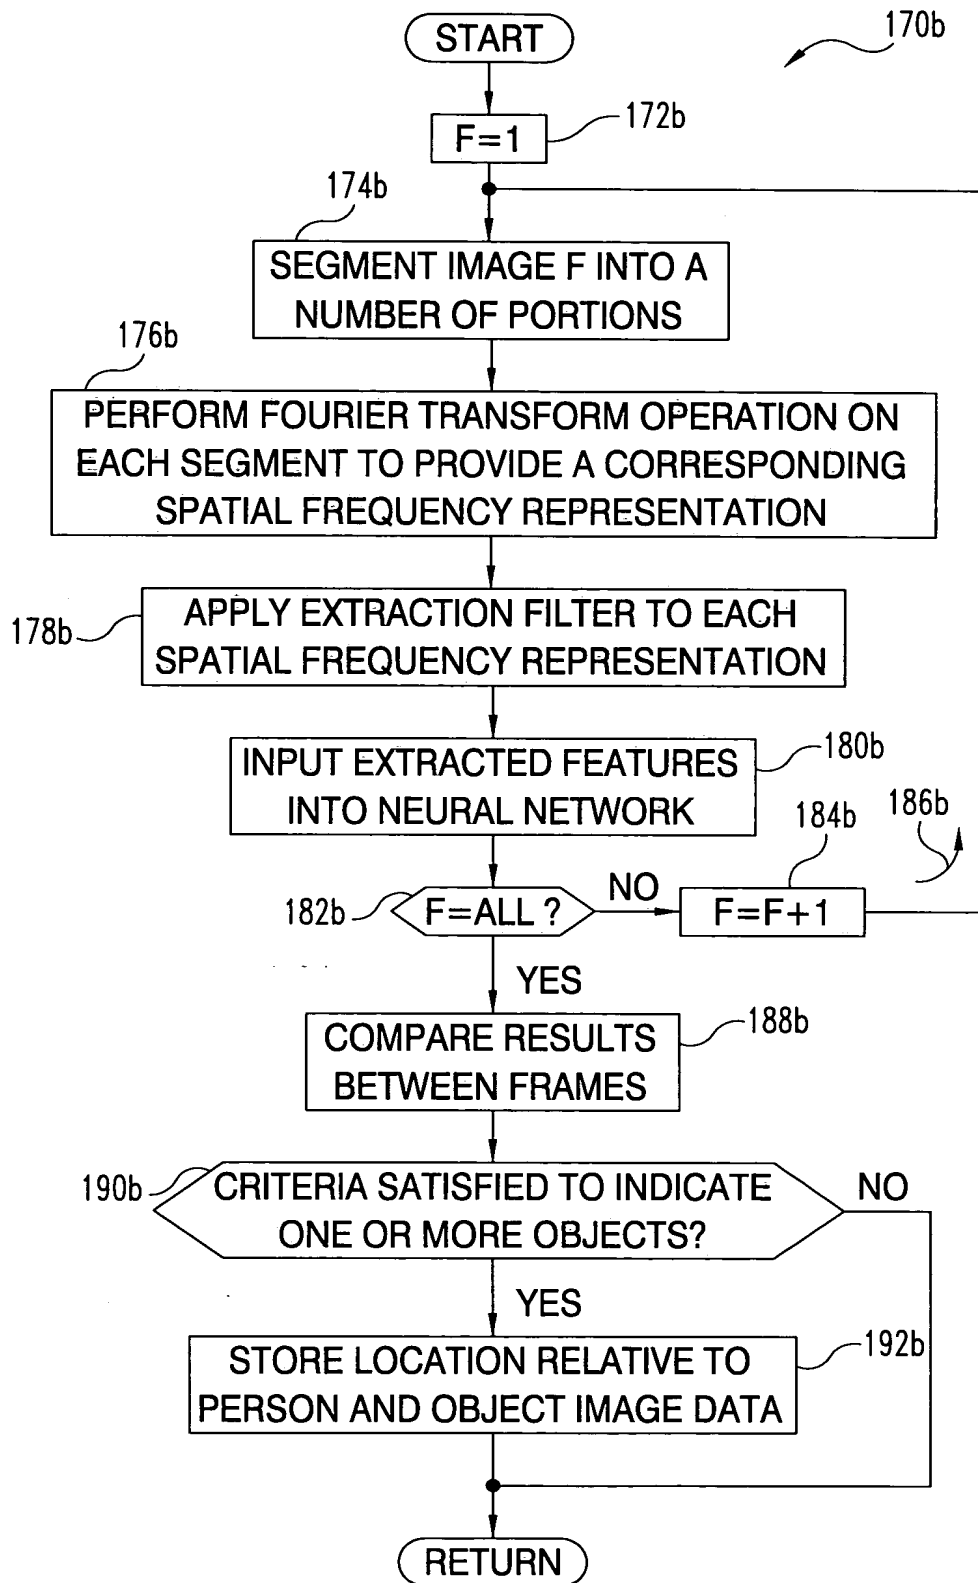 START
170b
F=1
172b
174b
SEGMENT IMAGE F INTO A
NUMBER OF PORTIONS
176b
PERFORM FOURIER TRANSFORM OPERATION ON
EACH SEGMENT TO PROVIDE A CORRESPONDING
SPATIAL FREQUENCY REPRESENTATION
178b
APPLY EXTRACTION FILTER TO EACH
SPATIAL FREQUENCY REPRESENTATION
180b
INPUT EXTRACTED FEATURES
INTO NEURAL NETWORK
182b
F=ALL ?
NO
184b
F=F+1
186b
YES
188b
COMPARE RESULTS
BETWEEN FRAMES
190b
CRITERIA SATISFIED TO INDICATE
ONE OR MORE OBJECTS?
NO
YES
192b
STORE LOCATION RELATIVE TO
PERSON AND OBJECT IMAGE DATA
RETURN